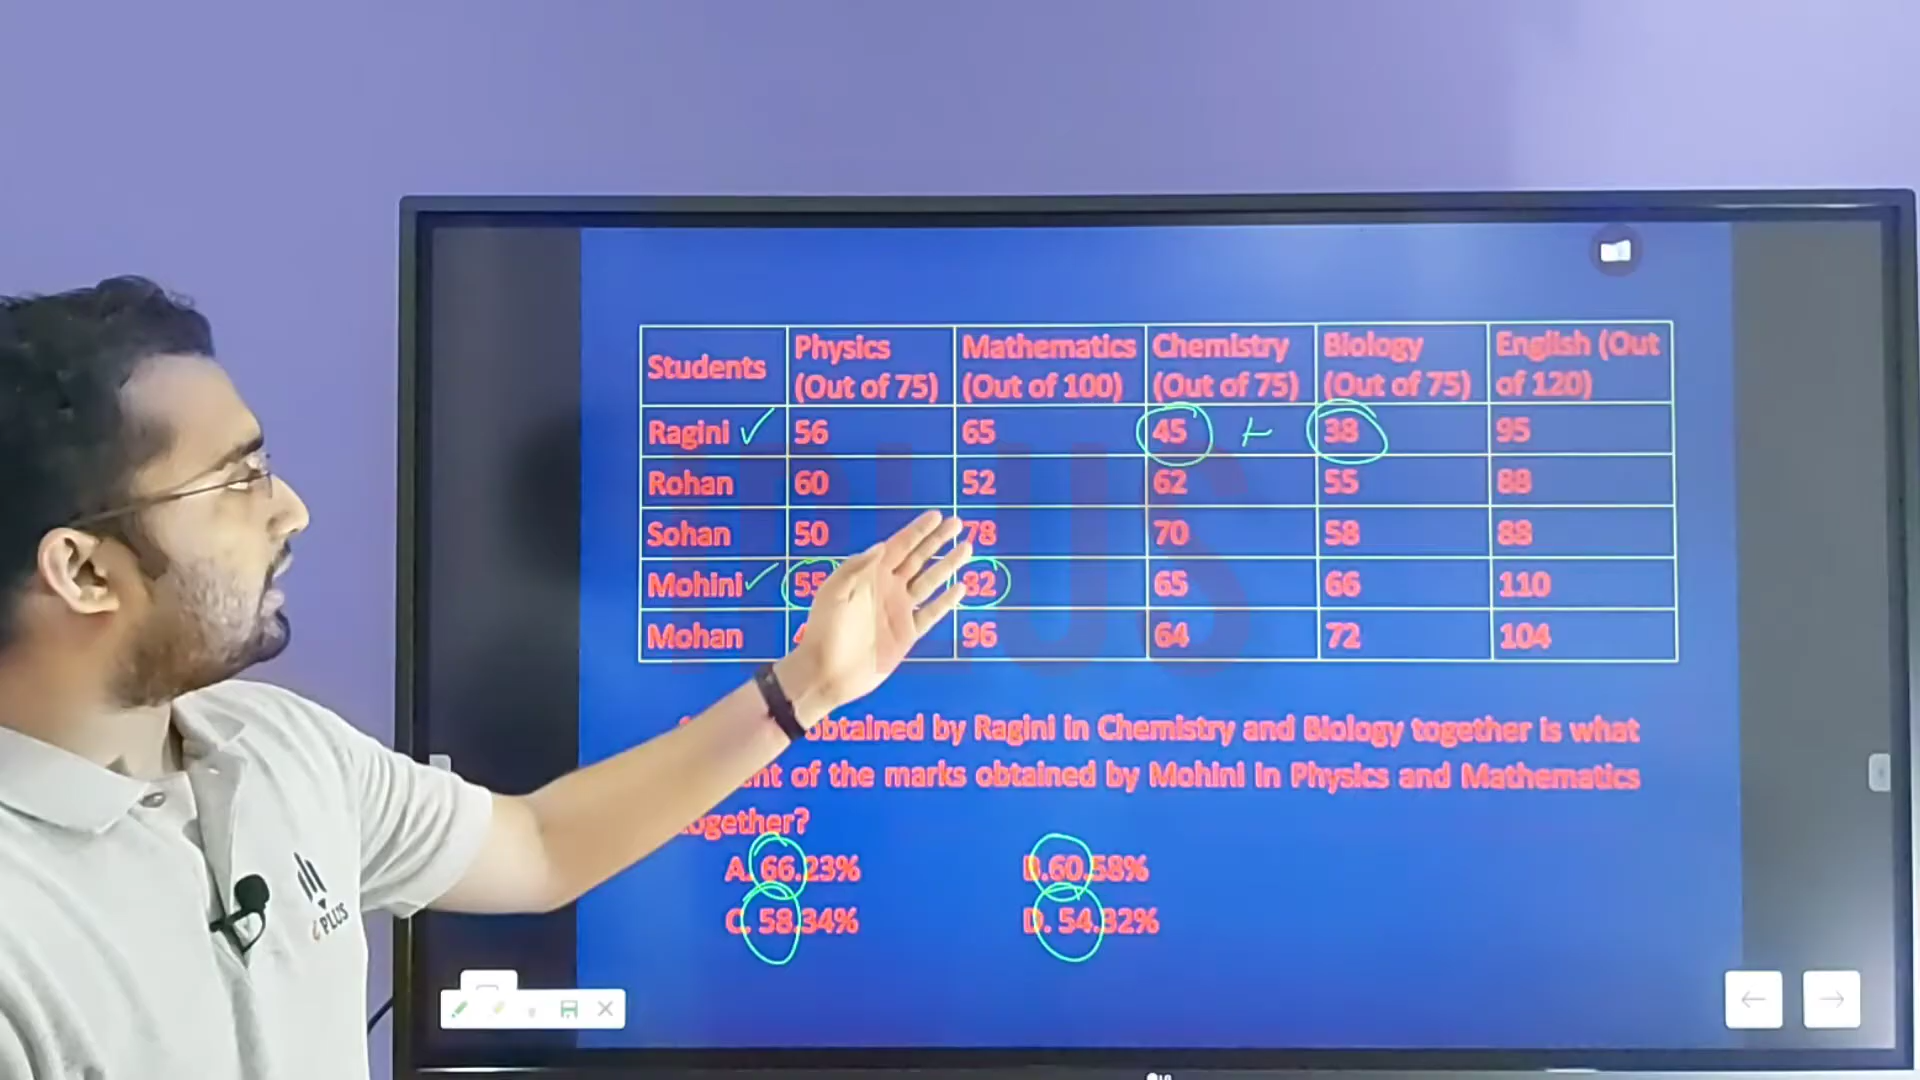 Students Physics (Out of 75) Mathematics (Out of 100) Chemistry (Out of 75) Biology (Out of 75) English (Out of 120)
Ragini ✓ 56 65 45 + 38 95
Rohan 60 52 62 55 88
Sohan 50 78 70 58 88
Mohini ✓ 55 82 65 66 110
Mohan 96 64 72 104
PLUS
obtained by Ragini in Chemistry and Biology together is what
of the marks obtained by Mohini in Physics and Mathematics
together?
A. 66.23% B.60.58%
C. 58.34% D. 54.32%
PLUS
LG